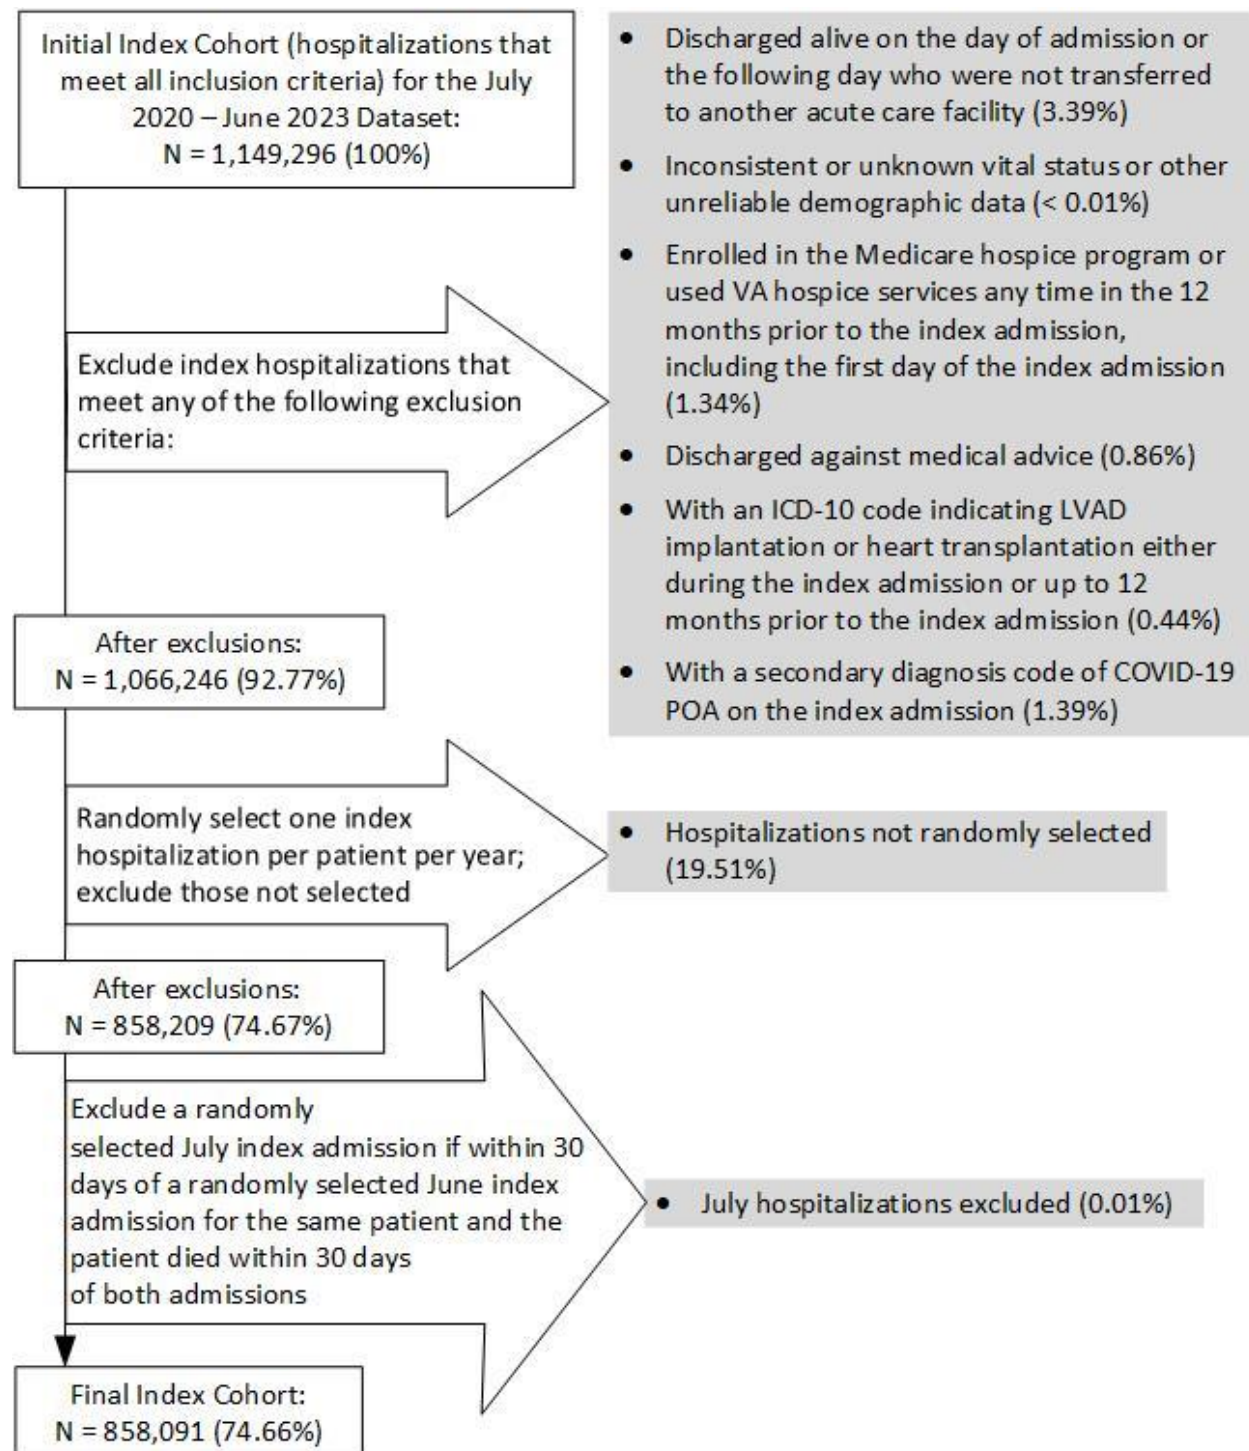 Initial Index Cohort (hospitalizations that
meet all inclusion criteria) for the July
2020 – June 2023 Dataset:
N = 1,149,296 (100%)
Exclude index hospitalizations that
meet any of the following exclusion
criteria:
• Discharged alive on the day of admission or
the following day who were not transferred
to another acute care facility (3.39%)
• Inconsistent or unknown vital status or other
unreliable demographic data (< 0.01%)
• Enrolled in the Medicare hospice program or
used VA hospice services any time in the 12
months prior to the index admission,
including the first day of the index admission
(1.34%)
• Discharged against medical advice (0.86%)
• With an ICD-10 code indicating LVAD
implantation or heart transplantation either
during the index admission or up to 12
months prior to the index admission (0.44%)
• With a secondary diagnosis code of COVID-19
POA on the index admission (1.39%)
After exclusions:
N = 1,066,246 (92.77%)
Randomly select one index
hospitalization per patient per year;
exclude those not selected
• Hospitalizations not randomly selected
(19.51%)
After exclusions:
N = 858,209 (74.67%)
Exclude a randomly
selected July index admission if within 30
days of a randomly selected June index
admission for the same patient and the
patient died within 30 days
of both admissions
• July hospitalizations excluded (0.01%)
Final Index Cohort:
N = 858,091 (74.66%)